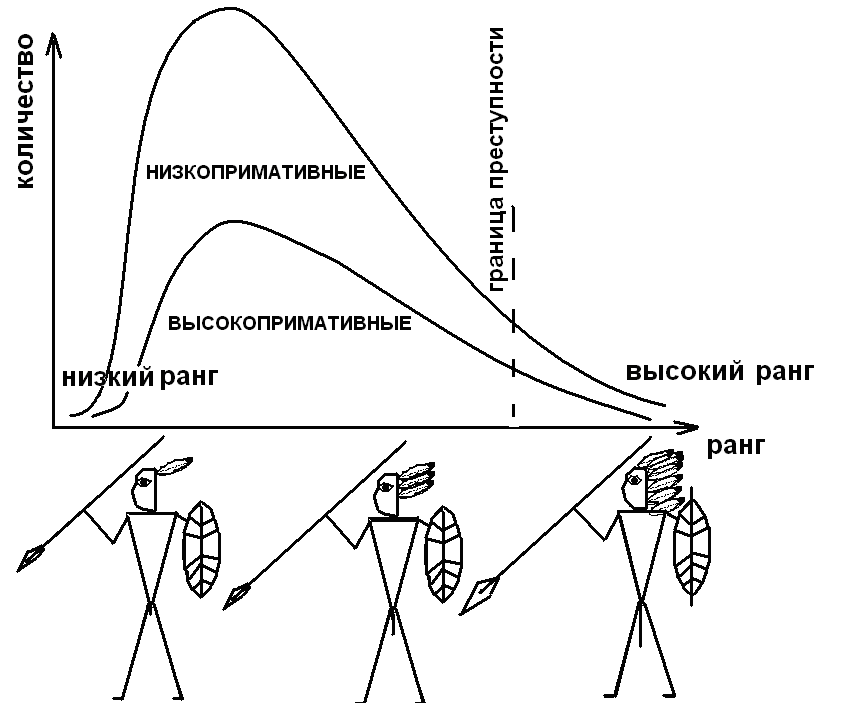 количество
НИЗКОПРИМАТИВНЫЕ
граница преступности
ВЫСОКОПРИМАТИВНЫЕ
низкий ранг
высокий ранг
ранг